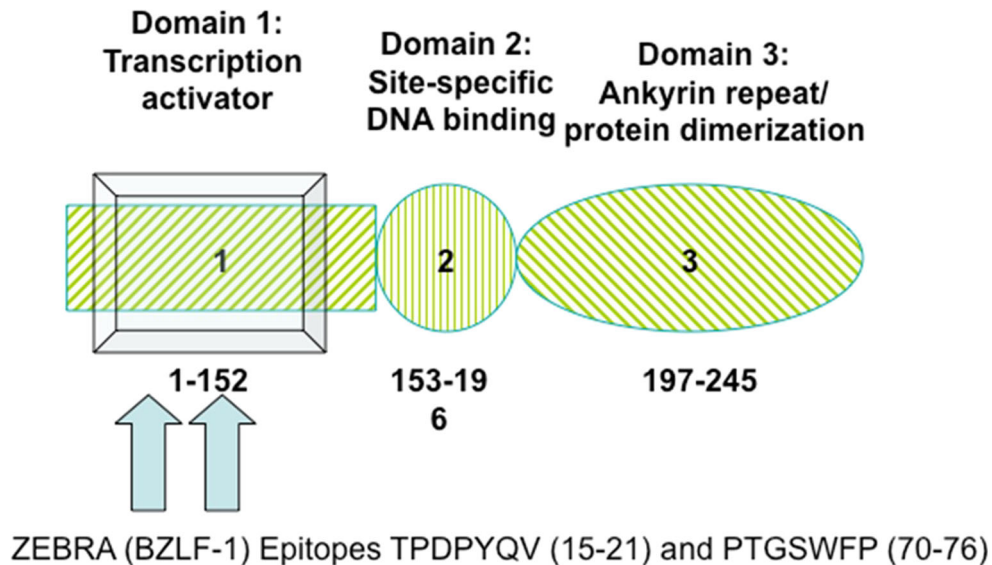 Domain 1:
Transcription
activator
Domain 2:
Site-specific
DNA binding
Domain 3:
Ankyrin repeat/
protein dimerization
1
2
3
1-152
153-19
6
197-245
ZEBRA (BZLF-1) Epitopes TPDPYQV (15-21) and PTGSWFP (70-76)